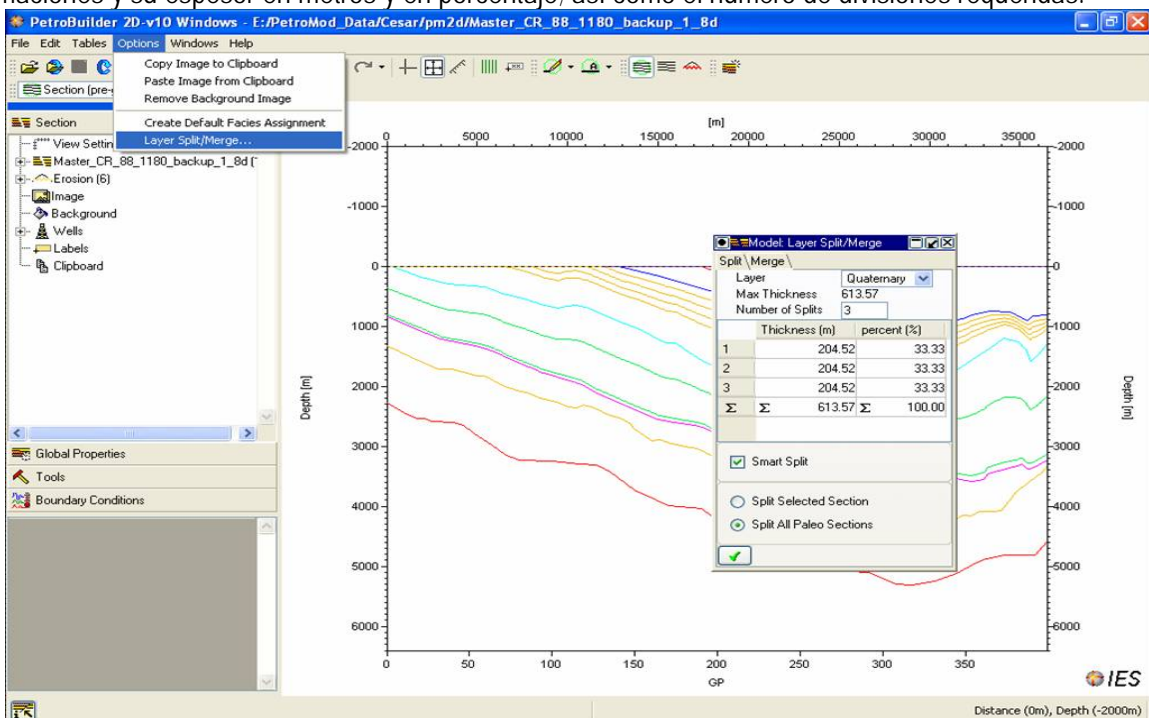 y su espesor en metros y en porcentaje, así como el número de divisiones requeridas.
PetroBuilder 2D-v10 Windows - E:/PetroMod_Data/Cesar/pm2d/Master_CR_88_1180_backup_1_8d
File Edit Tables Options Windows Help
Copy Image to Clipboard
Paste Image from Clipboard
Remove Background Image
Create Default Facies Assignment
Layer Split/Merge...
Section (pre-
Section
View Settin
Master_CR_88_1180_backup_1_8d (
Erosion (6)
Image
Background
Wells
Labels
Clipboard
Global Properties
Tools
Boundary Conditions
[m]
0 5000 10000 15000 20000 25000 30000 35000
-2000 -2000
-1000 -1000
0 0
1000 1000
2000 2000
3000 3000
4000 4000
5000 5000
6000 6000
Depth [m]
Depth [m]
0 50 100 150 200 250 300 350
GP
Model: Layer Split/Merge
Split Merge
Layer Quaternary
Max Thickness 613.57
Number of Splits 3
Thickness (m) percent (%)
1 204.52 33.33
2 204.52 33.33
3 204.52 33.33
Σ Σ 613.57 Σ 100.00
Smart Split
Split Selected Section
Split All Paleo Sections
IES
Distance (0m), Depth (-2000m)